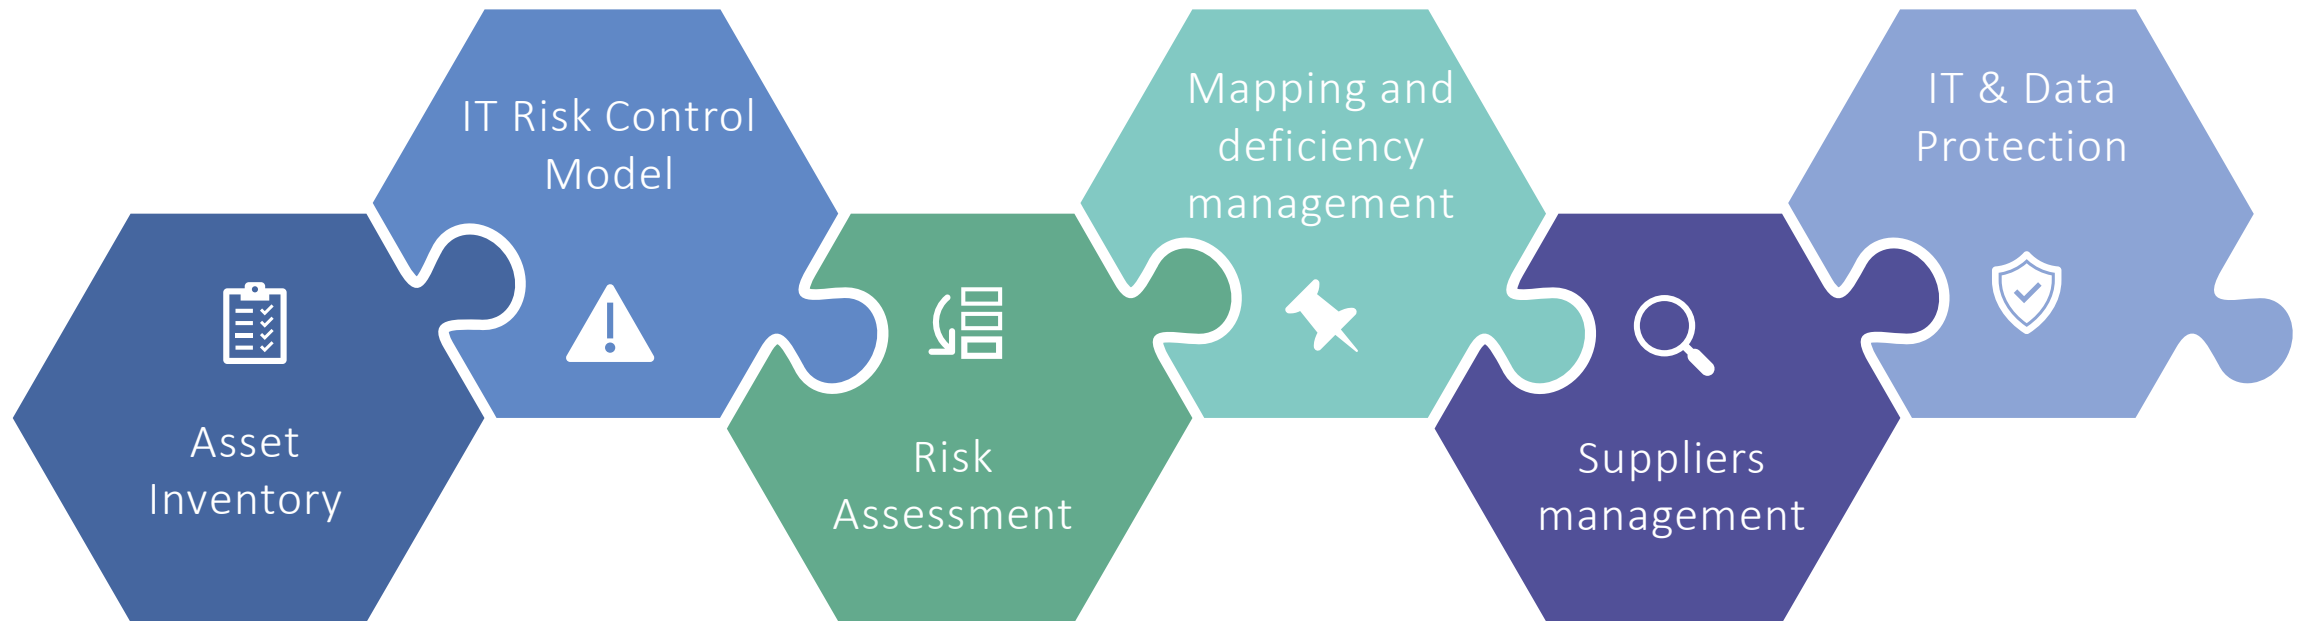 Asset
Inventory
IT Risk Control
Model
Risk
Assessment
Mapping and
deficiency
management
Suppliers
management
IT & Data
Protection